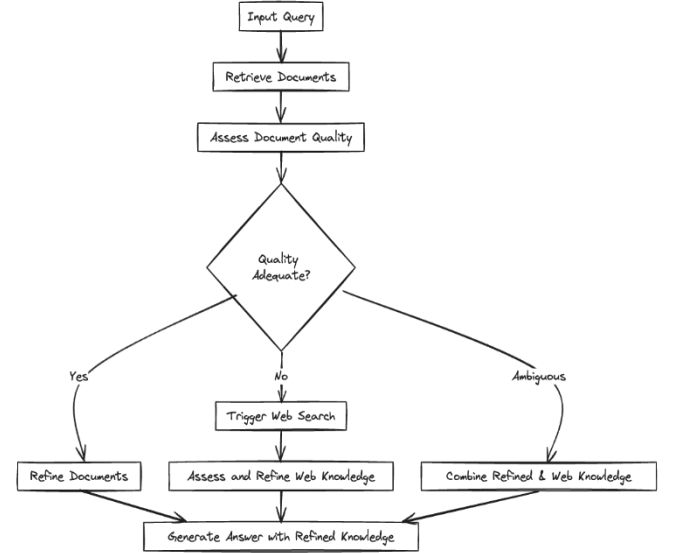 Input Query
Retrieve Documents
Assess Document Quality
Quality
Adequate?
Yes
No
Ambiguous
Trigger Web Search
Refine Documents
Assess and Refine Web Knowledge
Combine Refined & Web Knowledge
Generate Answer with Refined Knowledge